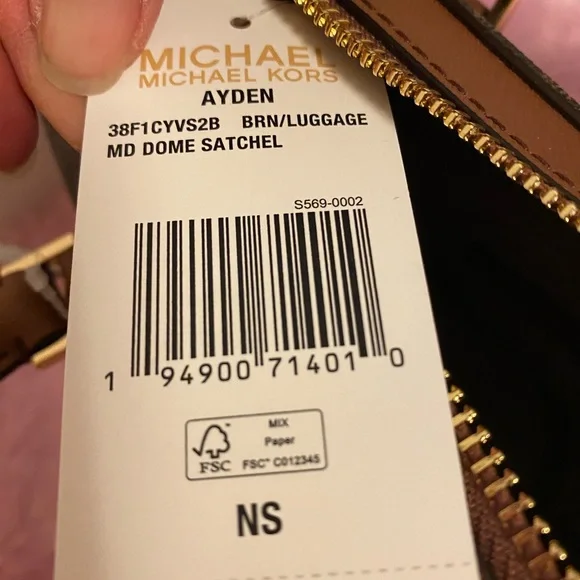 MICHAEL
MICHAEL KORS
AYDEN
38F1CYVS2B BRN/LUGGAGE
MD DOME SATCHEL
S569-0002
1 94900 71401 0
FSC
MIX
Paper
FSC™ C012345
NS